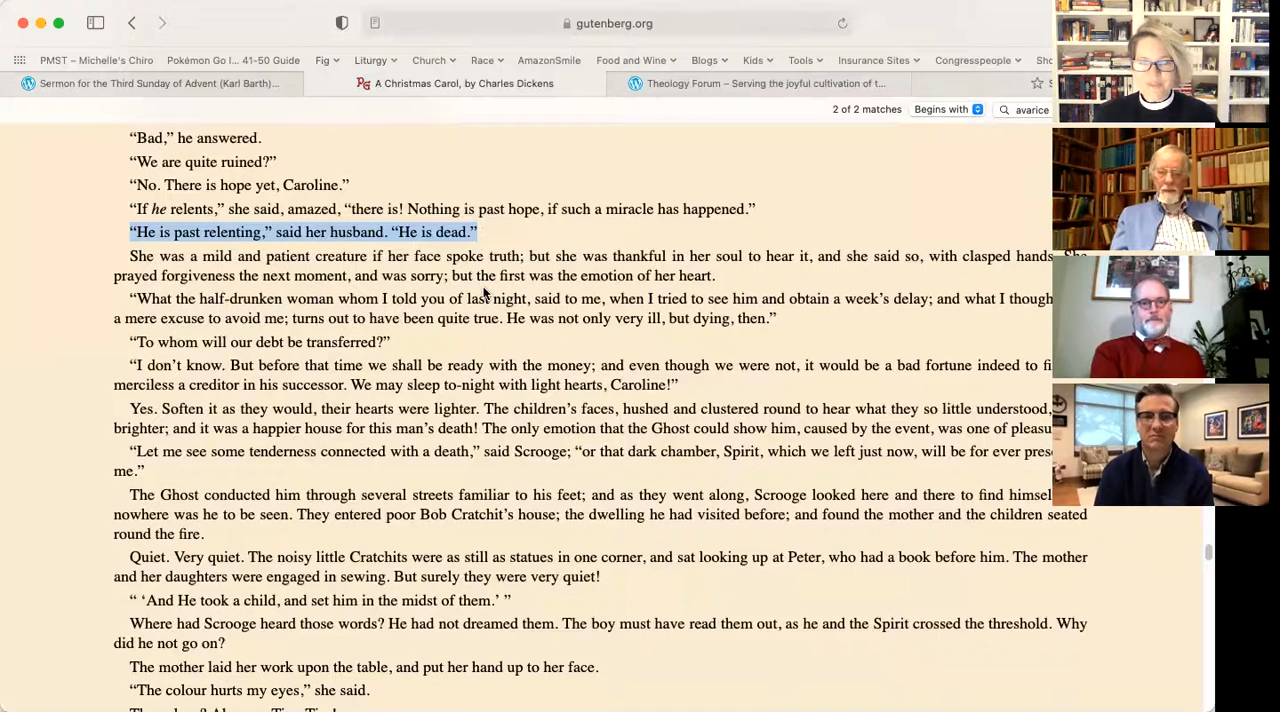 gutenberg.org
PMST – Michelle's Chiro Pokémon Go I... 41-50 Guide Fig Liturgy Church Race AmazonSmile Food and Wine Blogs Kids Tools Insurance Sites Congresspeople Sho
Sermon for the Third Sunday of Advent (Karl Barth)... A Christmas Carol, by Charles Dickens Theology Forum – Serving the joyful cultivation of t...
2 of 2 matches Begins with avarice
“Bad,” he answered.
“We are quite ruined?”
“No. There is hope yet, Caroline.”
“If he relents,” she said, amazed, “there is! Nothing is past hope, if such a miracle has happened.”
“He is past relenting,” said her husband. “He is dead.”
She was a mild and patient creature if her face spoke truth; but she was thankful in her soul to hear it, and she said so, with clasped hands. She
prayed forgiveness the next moment, and was sorry; but the first was the emotion of her heart.
“What the half-drunken woman whom I told you of last night, said to me, when I tried to see him and obtain a week’s delay; and what I though
a mere excuse to avoid me; turns out to have been quite true. He was not only very ill, but dying, then.”
“To whom will our debt be transferred?”
“I don’t know. But before that time we shall be ready with the money; and even though we were not, it would be a bad fortune indeed to fi
merciless a creditor in his successor. We may sleep to-night with light hearts, Caroline!”
Yes. Soften it as they would, their hearts were lighter. The children’s faces, hushed and clustered round to hear what they so little understood,
brighter; and it was a happier house for this man’s death! The only emotion that the Ghost could show him, caused by the event, was one of pleasu
“Let me see some tenderness connected with a death,” said Scrooge; “or that dark chamber, Spirit, which we left just now, will be for ever prese
me.”
The Ghost conducted him through several streets familiar to his feet; and as they went along, Scrooge looked here and there to find himsel
nowhere was he to be seen. They entered poor Bob Cratchit’s house; the dwelling he had visited before; and found the mother and the children seated
round the fire.
Quiet. Very quiet. The noisy little Cratchits were as still as statues in one corner, and sat looking up at Peter, who had a book before him. The mother
and her daughters were engaged in sewing. But surely they were very quiet!
“ ‘And He took a child, and set him in the midst of them.’ ”
Where had Scrooge heard those words? He had not dreamed them. The boy must have read them out, as he and the Spirit crossed the threshold. Why
did he not go on?
The mother laid her work upon the table, and put her hand up to her face.
“The colour hurts my eyes,” she said.